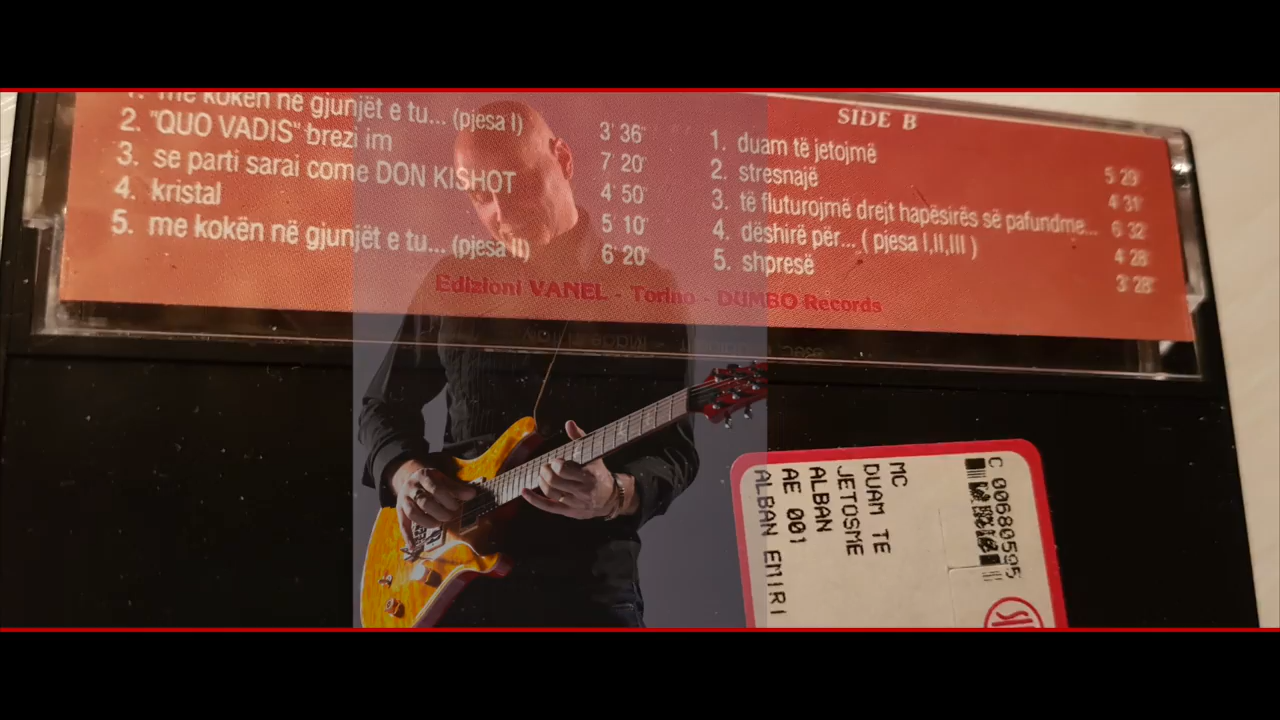 1. me kokën në gjunjët e tu... (pjesa I) 3' 36"
2. "QUO VADIS" brezi im 7' 20"
3. se parti sarai come DON KISHOT 4' 50"
4. kristal 5' 10"
5. me kokën në gjunjët e tu... (pjesa II) 6' 20"
SIDE B
1. duam të jetojmë 5' 29"
2. stresnajë 4' 31"
3. të fluturojmë drejt hapësirës së pafundme... 6' 32"
4. dëshirë për... ( pjesa I,II,III ) 4' 28"
5. shpresë 3' 28"
Edizioni VANEL - Torino - DUMBO Records
C 00680595
MC
DUAM TE
JETOSME
ALBAN
AE 001
ALBAN EMIRI